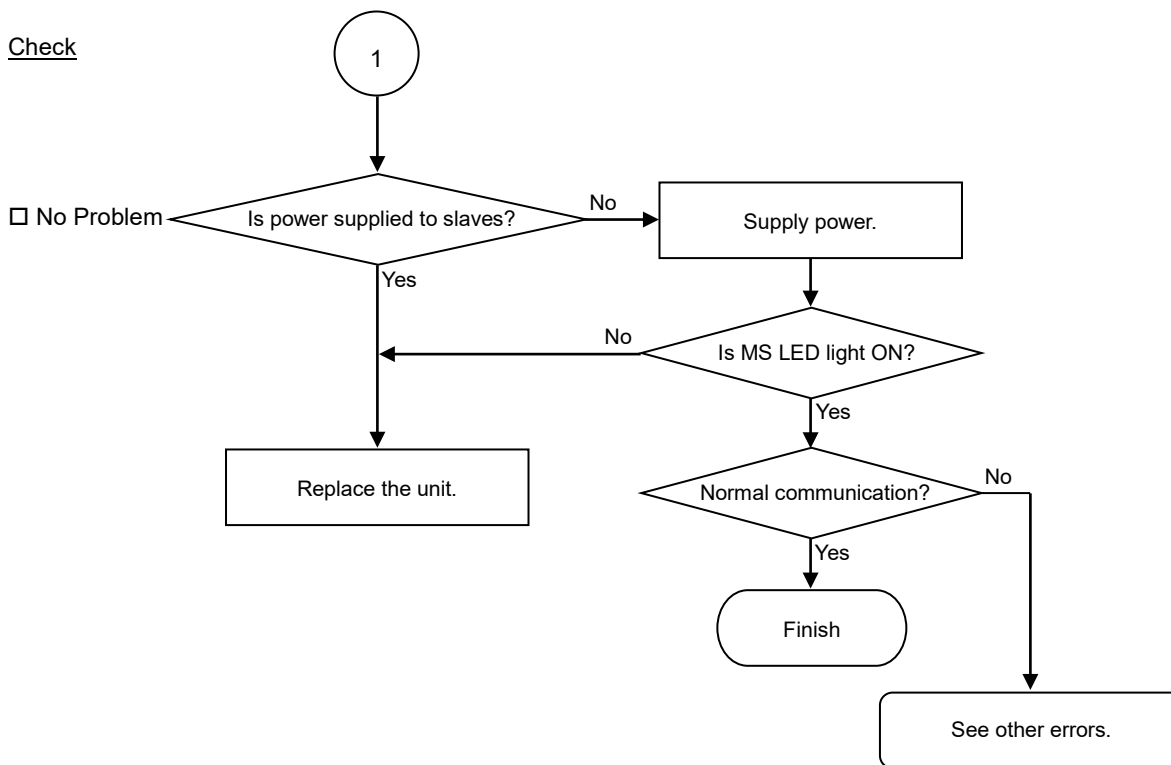 Check
1
☐ No Problem
Is power supplied to slaves?
No
Supply power.
Yes
No
Is MS LED light ON?
Yes
Replace the unit.
Normal communication?
No
Yes
Finish
See other errors.